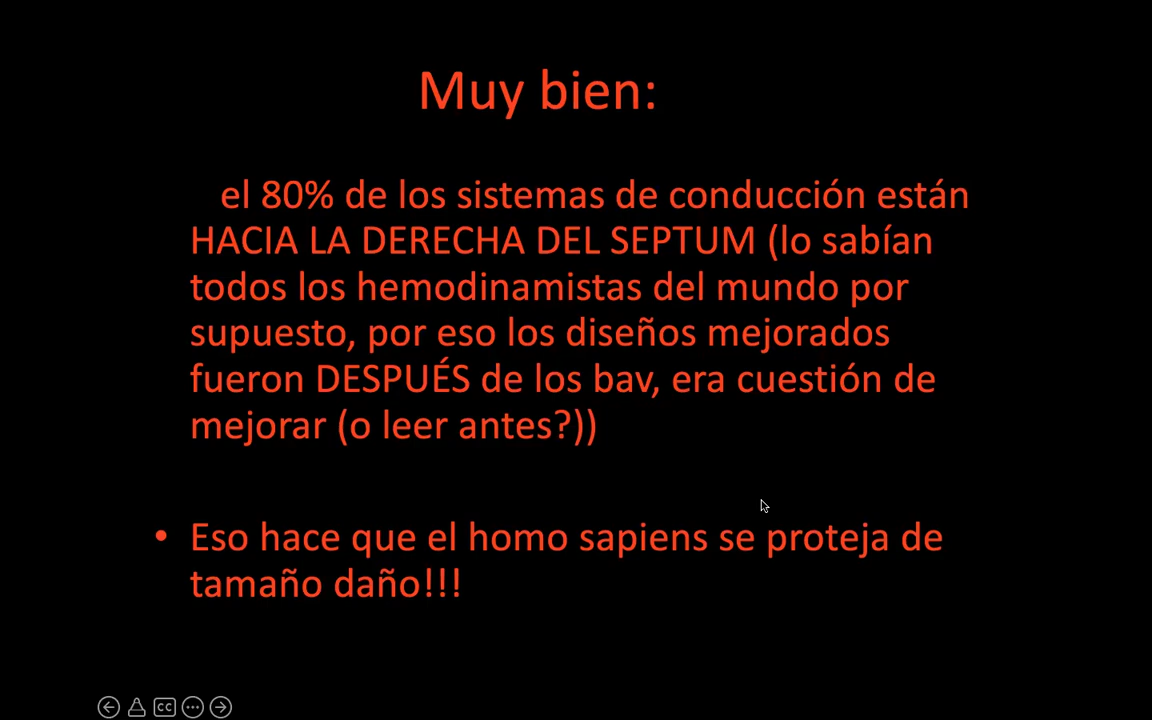 Muy bien:
el 80% de los sistemas de conducción están
HACIA LA DERECHA DEL SEPTUM (lo sabían
todos los hemodinamistas del mundo por
supuesto, por eso los diseños mejorados
fueron DESPUÉS de los bav, era cuestión de
mejorar (o leer antes?))
• Eso hace que el homo sapiens se proteja de
tamaño daño!!!
CC